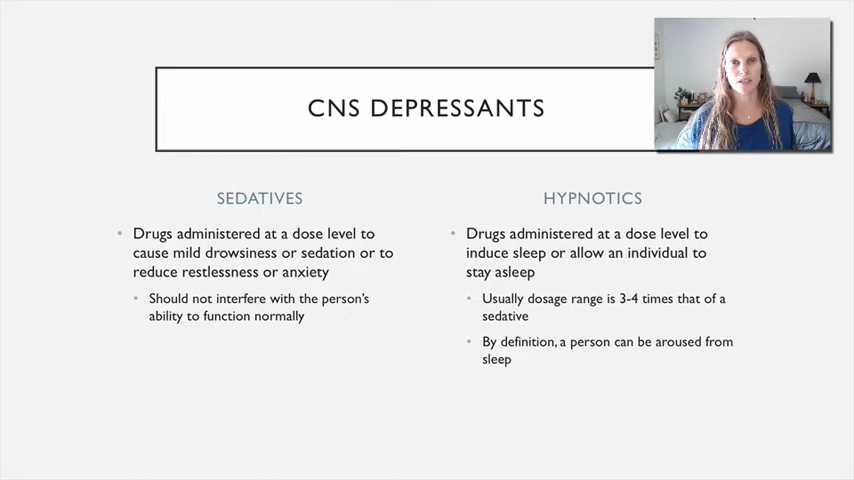 CNS DEPRESSANTS
SEDATIVES
• Drugs administered at a dose level to
cause mild drowsiness or sedation or to
reduce restlessness or anxiety
• Should not interfere with the person's
ability to function normally
HYPNOTICS
• Drugs administered at a dose level to
induce sleep or allow an individual to
stay asleep
• Usually dosage range is 3-4 times that of a
sedative
• By definition, a person can be aroused from
sleep